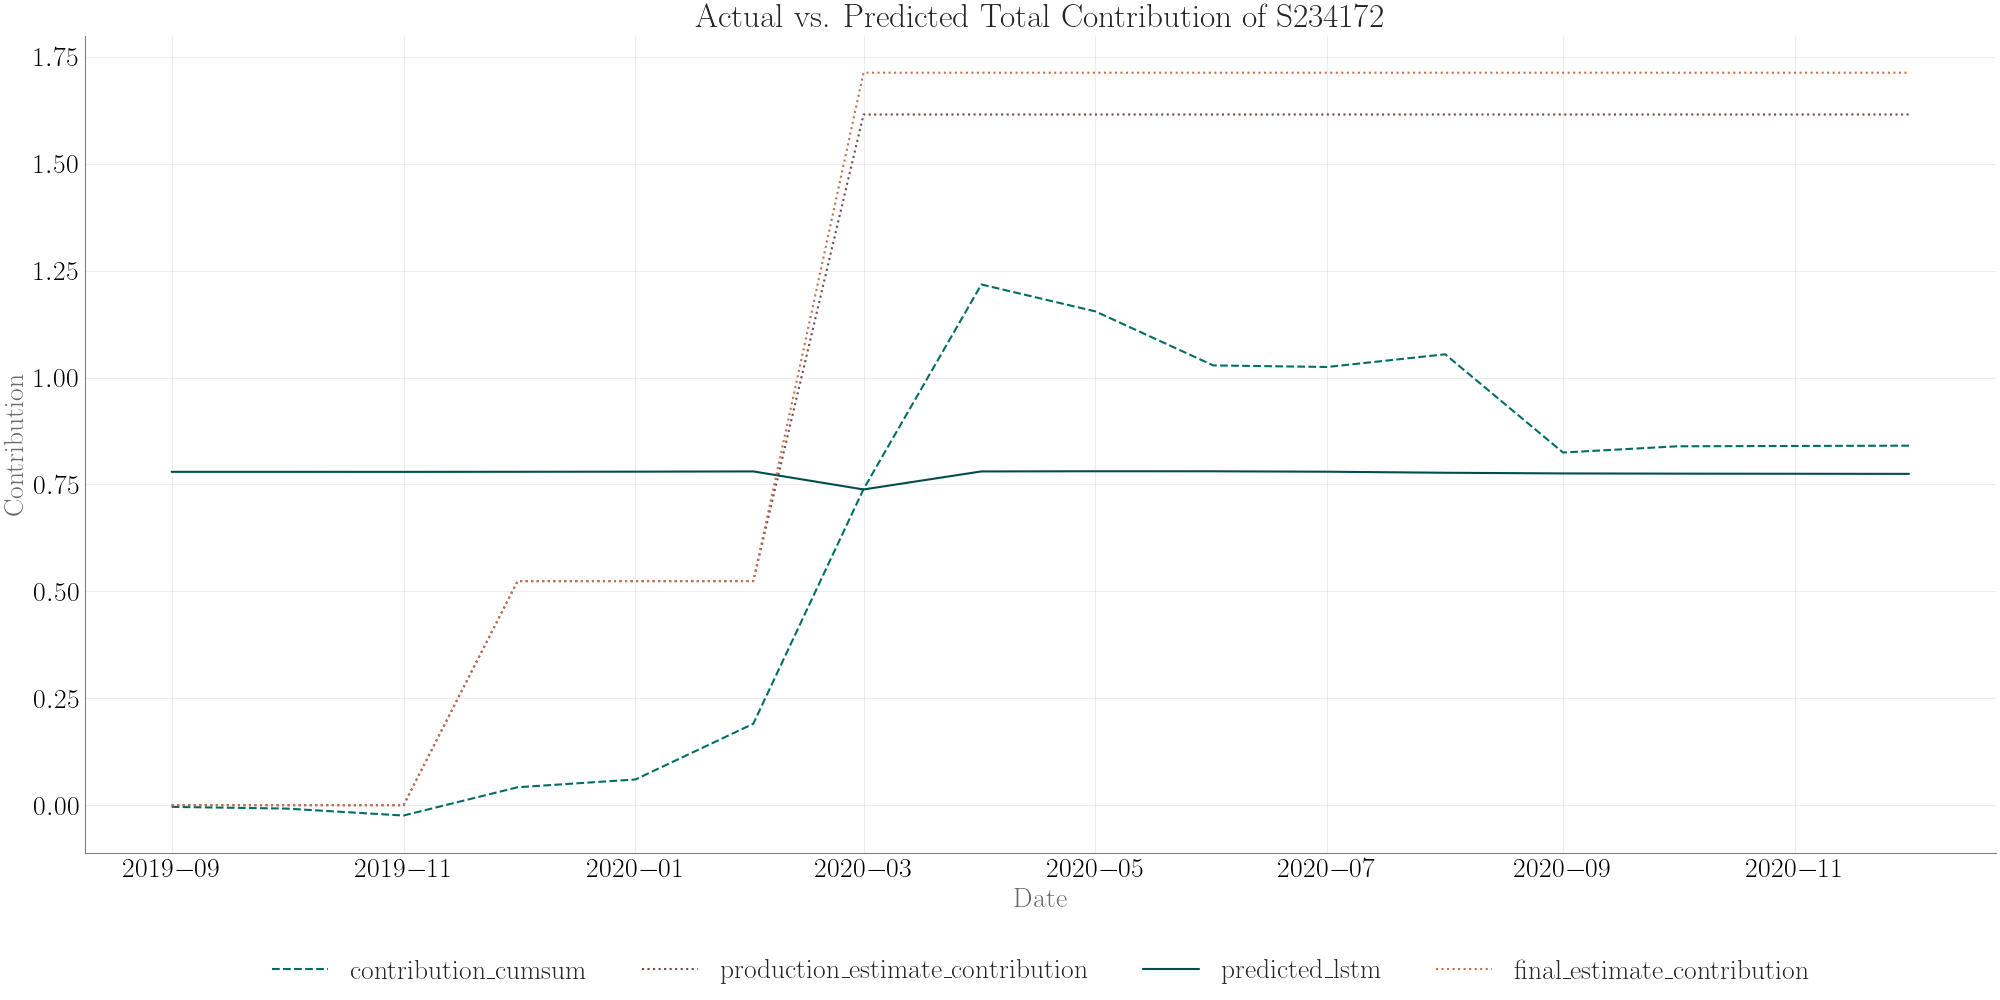 Actual vs. Predicted Total Contribution of S234172
1.75
1.50
1.25
1.00
0.75
0.50
0.25
0.00
Contribution
2019–09 2019–11 2020–01 2020–03 2020–05 2020–07 2020–09 2020–11
Date
contribution_cumsum production_estimate_contribution predicted_lstm final_estimate_contribution